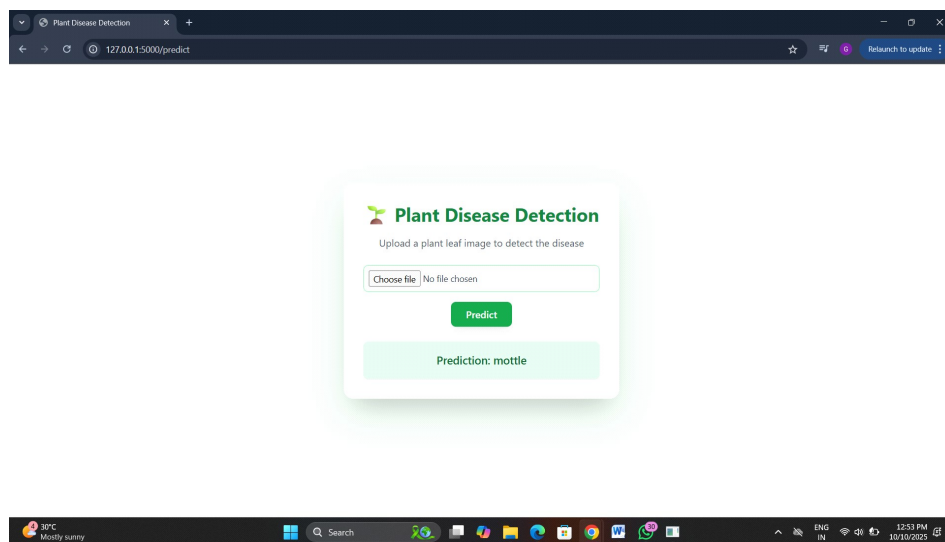 Plant Disease Detection
127.0.0.1:5000/predict
G
Relaunch to update
Plant Disease Detection
Upload a plant leaf image to detect the disease
Choose file No file chosen
Predict
Prediction: mottle
4
30°C
Mostly sunny
Search
W
30
ENG
IN
12:53 PM
10/10/2025